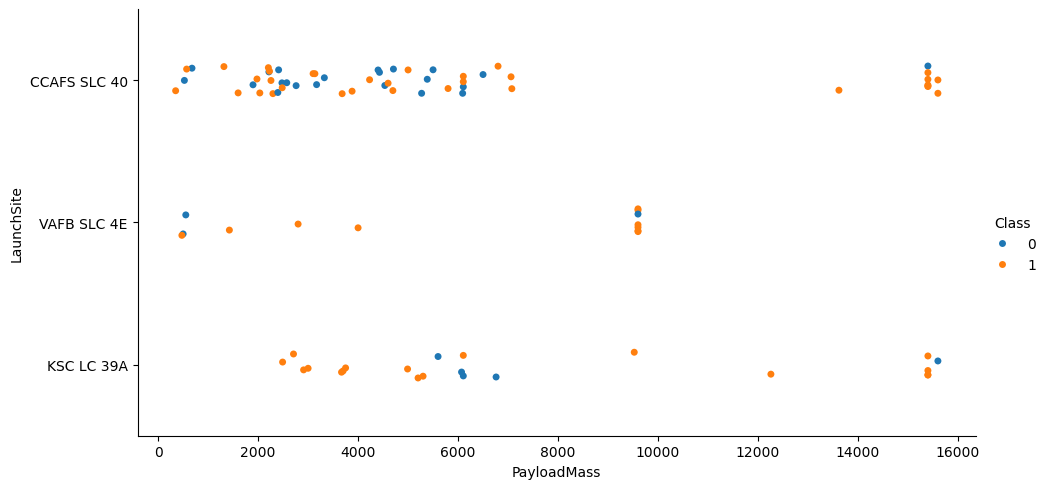 CCAFS SLC 40
VAFB SLC 4E
KSC LC 39A
LaunchSite
0 2000 4000 6000 8000 10000 12000 14000 16000
PayloadMass
Class
0
1